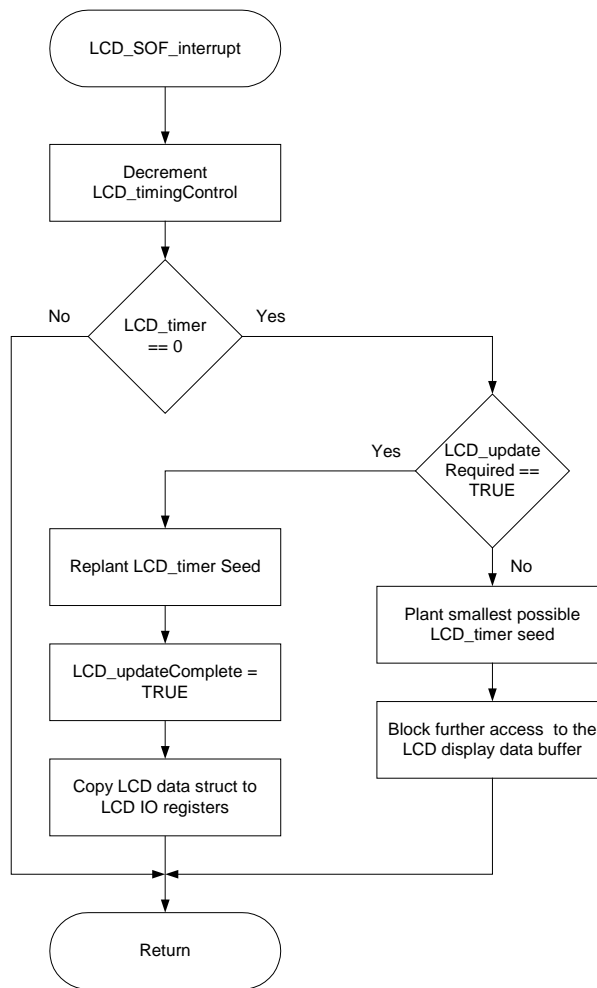 LCD_SOF_interrupt
Decrement
LCD_timingControl
No
Yes
LCD_timer
== 0
Yes
LCD_update
Required ==
TRUE
Replant LCD_timer Seed
No
Plant smallest possible
LCD_timer seed
LCD_updateComplete =
TRUE
Block further access  to the
LCD display data buffer
Copy LCD data struct to
LCD IO registers
Return